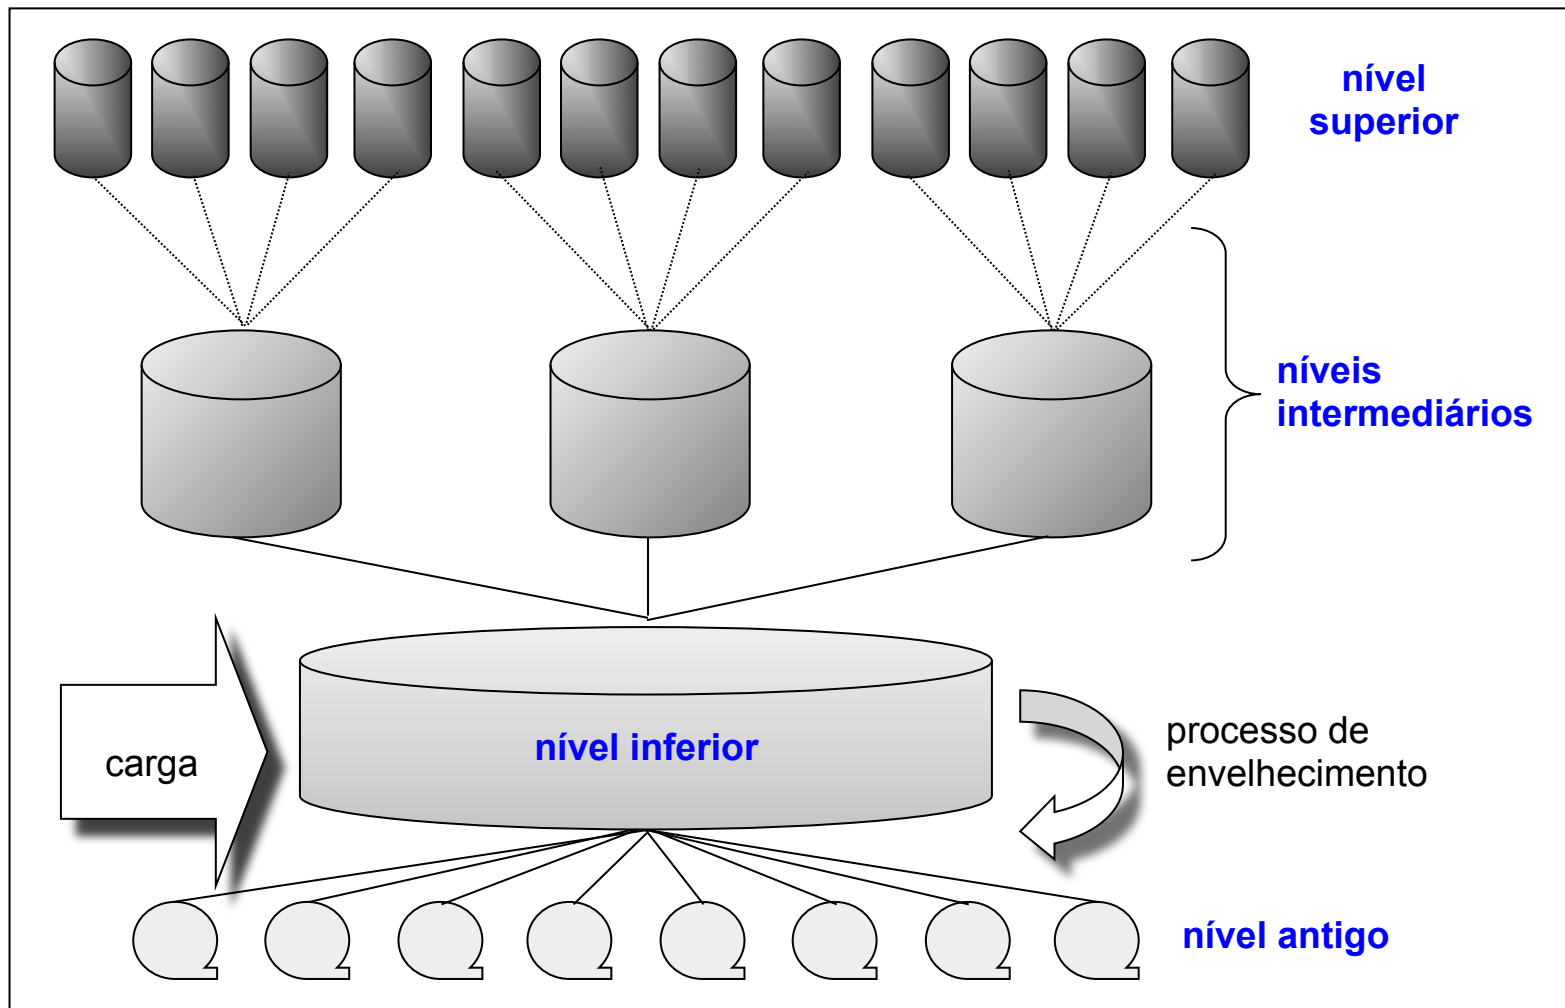 nível
superior
níveis
intermediários
carga
nível inferior
processo de
envelhecimento
nível antigo